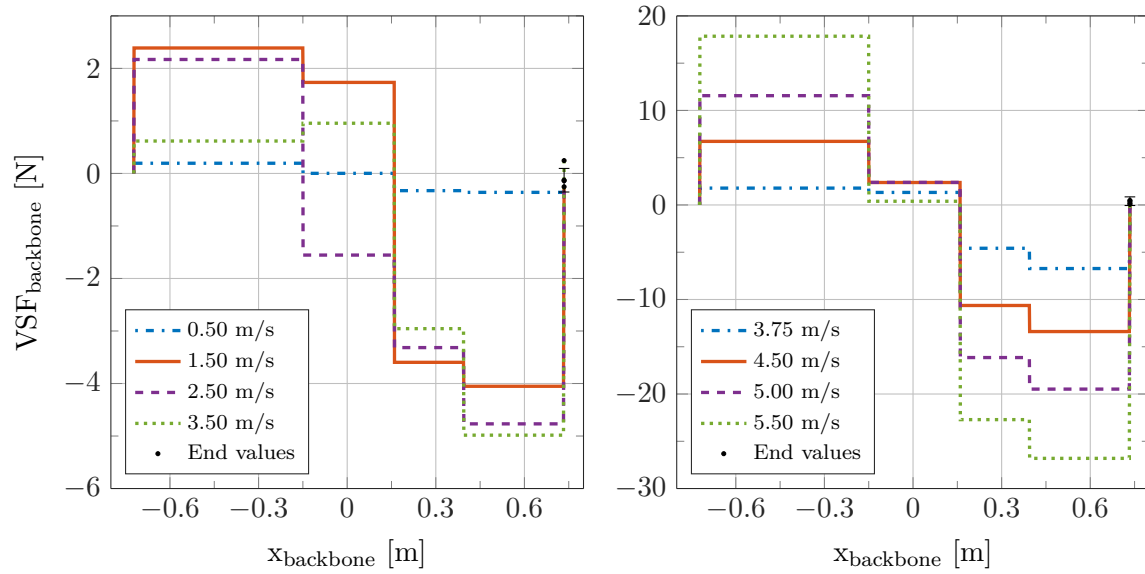 VSF_backbone [N]
2
0
−2
−4
−6
−0.6 −0.3 0 0.3 0.6
x_backbone [m]
0.50 m/s
1.50 m/s
2.50 m/s
3.50 m/s
End values
20
10
0
−10
−20
−30
−0.6 −0.3 0 0.3 0.6
x_backbone [m]
3.75 m/s
4.50 m/s
5.00 m/s
5.50 m/s
End values